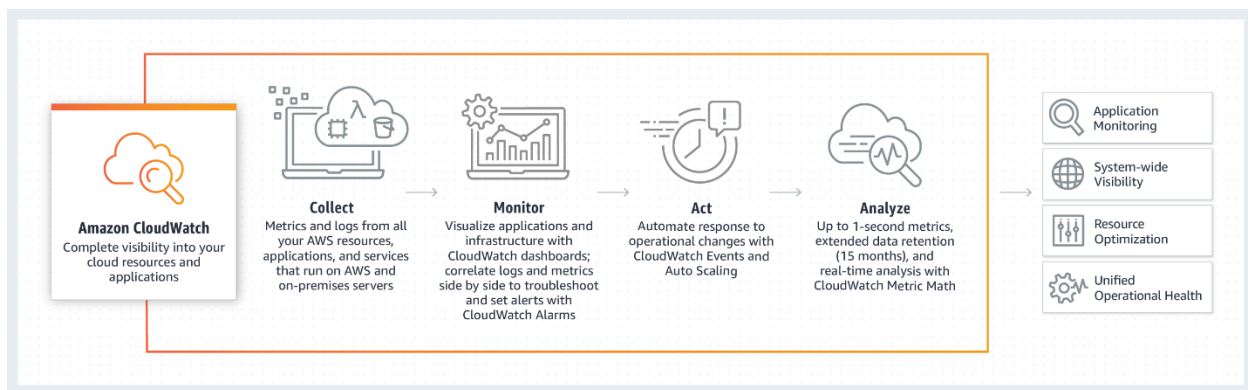 Amazon CloudWatch
Complete visibility into your
cloud resources and
applications
Collect
Metrics and logs from all
your AWS resources,
applications, and services
that run on AWS and
on-premises servers
Monitor
Visualize applications and
infrastructure with
CloudWatch dashboards;
correlate logs and metrics
side by side to troubleshoot
and set alerts with
CloudWatch Alarms
Act
Automate response to
operational changes with
CloudWatch Events and
Auto Scaling
Analyze
Up to 1-second metrics,
extended data retention
(15 months), and
real-time analysis with
CloudWatch Metric Math
Application
Monitoring
System-wide
Visibility
Resource
Optimization
Unified
Operational Health